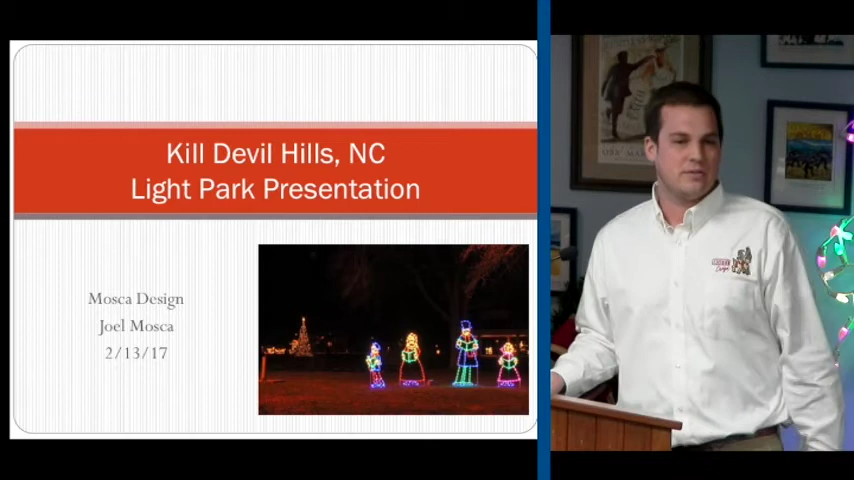 Kill Devil Hills, NC
Light Park Presentation
Mosca Design
Joel Mosca
2/13/17